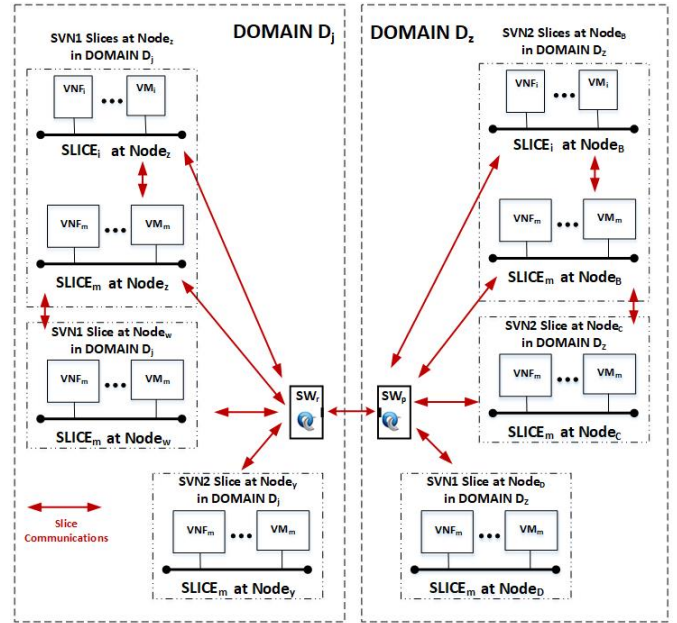 DOMAIN Dj
SVN1 Slices at Nodez
in DOMAIN Dj
VNFi
VMi
SLICEi at Nodez
VNFm
VMm
SLICEm at Nodez
SVN1 Slice at Nodew
in DOMAIN Dj
VNFm
VMm
SLICEm at Nodew
SWr
SVN2 Slice at NodeY
in DOMAIN Dj
VNFm
VMm
SLICEm at NodeY
Slice
Communications
DOMAIN Dz
SVN2 Slices at NodeB
in DOMAIN DZ
VNFi
VMi
SLICEi at NodeB
VNFm
VMm
SLICEm at NodeB
SVN2 Slice at NodeC
in DOMAIN DZ
VNFm
VMm
SLICEm at NodeC
SWp
SVN1 Slice at NodeD
in DOMAIN DZ
VNFm
VMm
SLICEm at NodeD